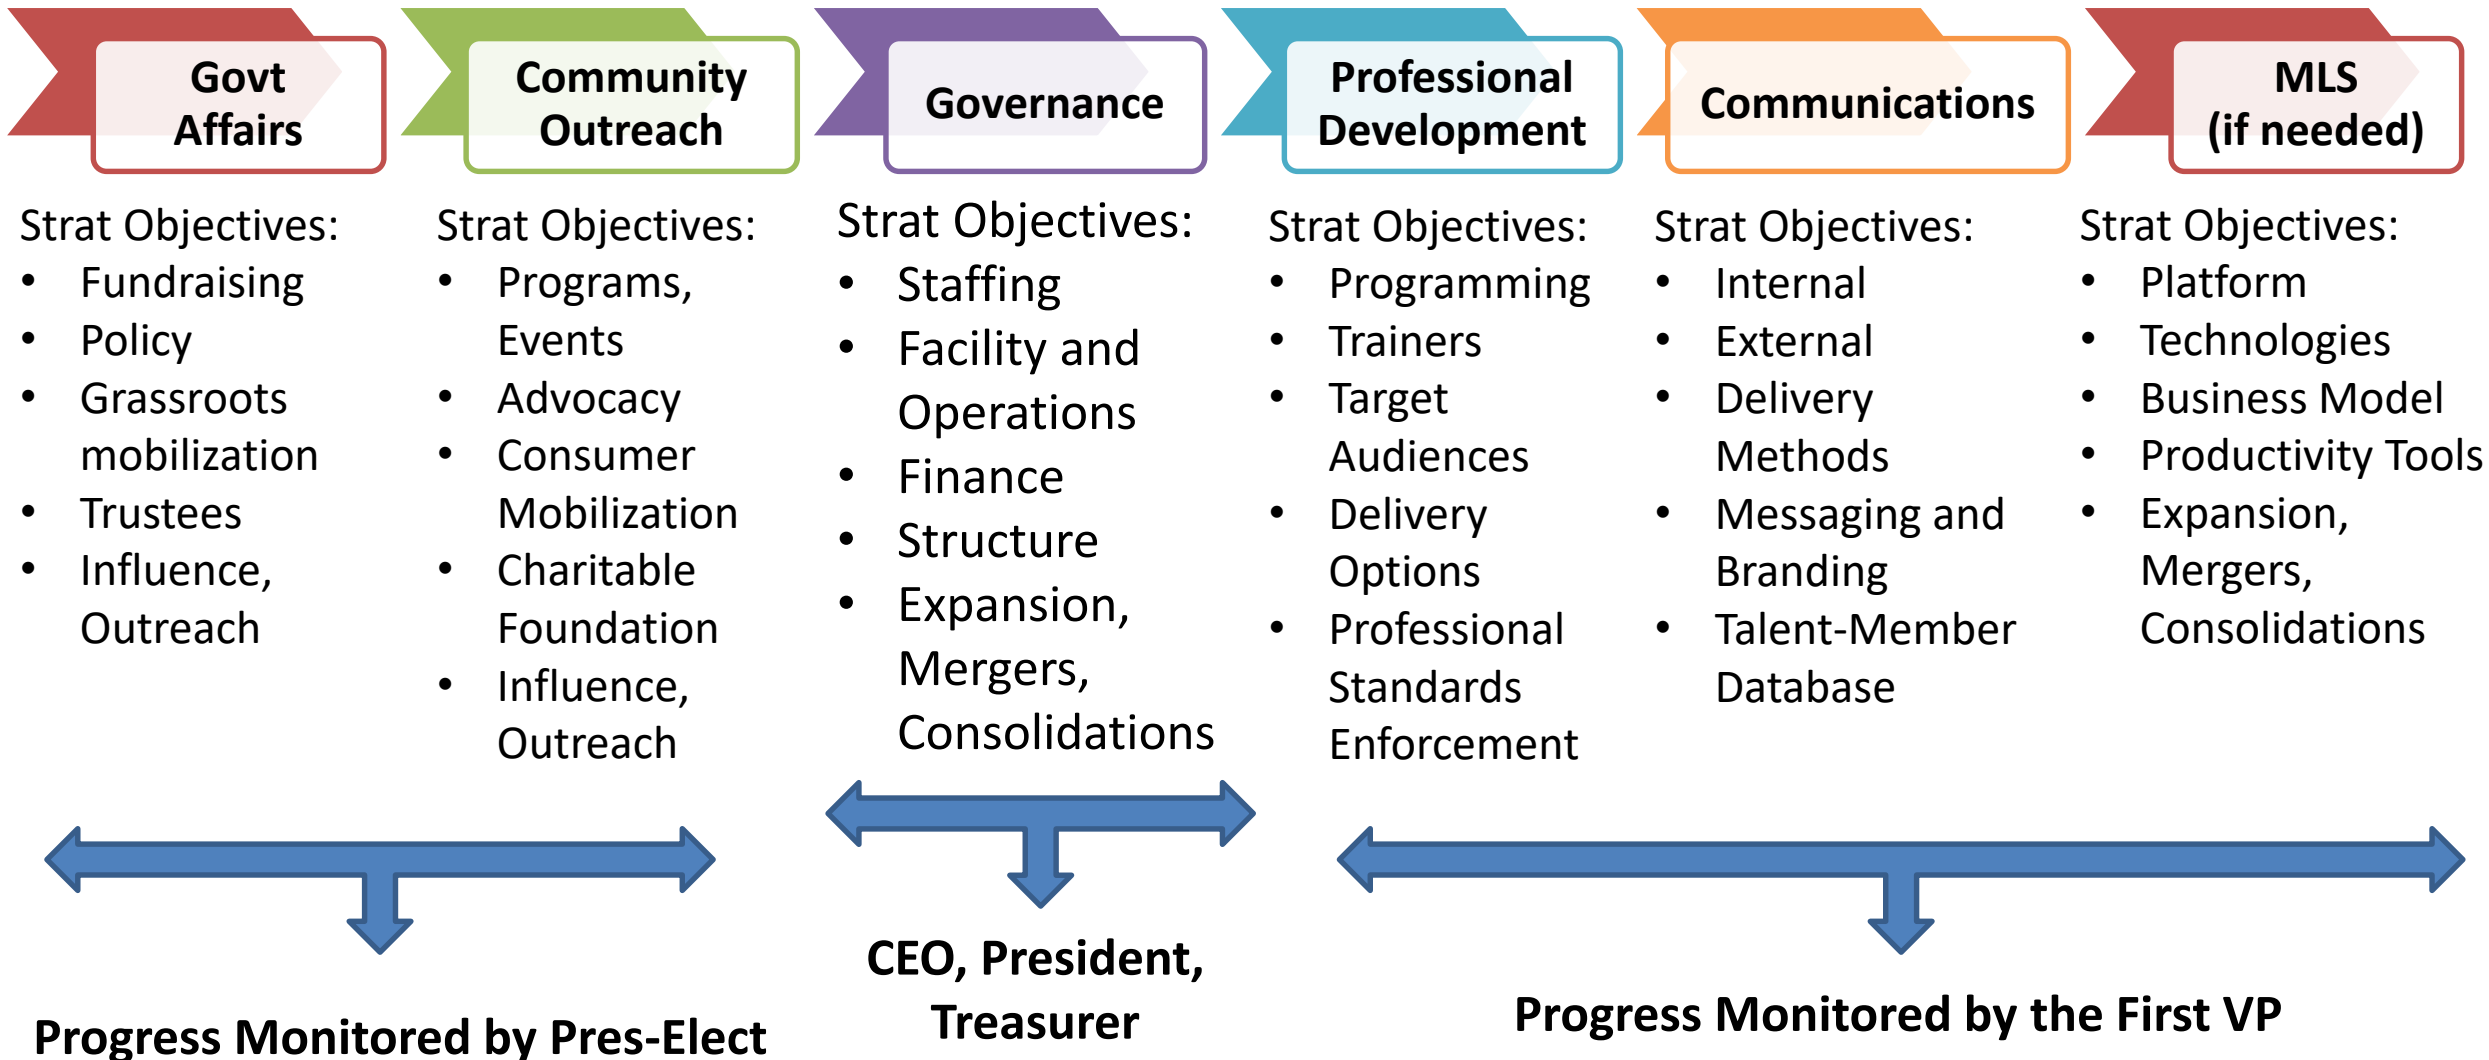 Govt
Affairs
Community
Outreach
Governance
Professional
Development
Communications
MLS
(if needed)
Strat Objectives:
• Fundraising
• Policy
• Grassroots
mobilization
• Trustees
• Influence,
Outreach
Strat Objectives:
• Programs,
Events
• Advocacy
• Consumer
Mobilization
• Charitable
Foundation
• Influence,
Outreach
Strat Objectives:
• Staffing
• Facility and
Operations
• Finance
• Structure
• Expansion,
Mergers,
Consolidations
Strat Objectives:
• Programming
• Trainers
• Target
Audiences
• Delivery
Options
• Professional
Standards
Enforcement
Strat Objectives:
• Internal
• External
• Delivery
Methods
• Messaging and
Branding
• Talent-Member
Database
Strat Objectives:
• Platform
• Technologies
• Business Model
• Productivity Tools
• Expansion,
Mergers,
Consolidations
Progress Monitored by Pres-Elect
CEO, President,
Treasurer
Progress Monitored by the First VP